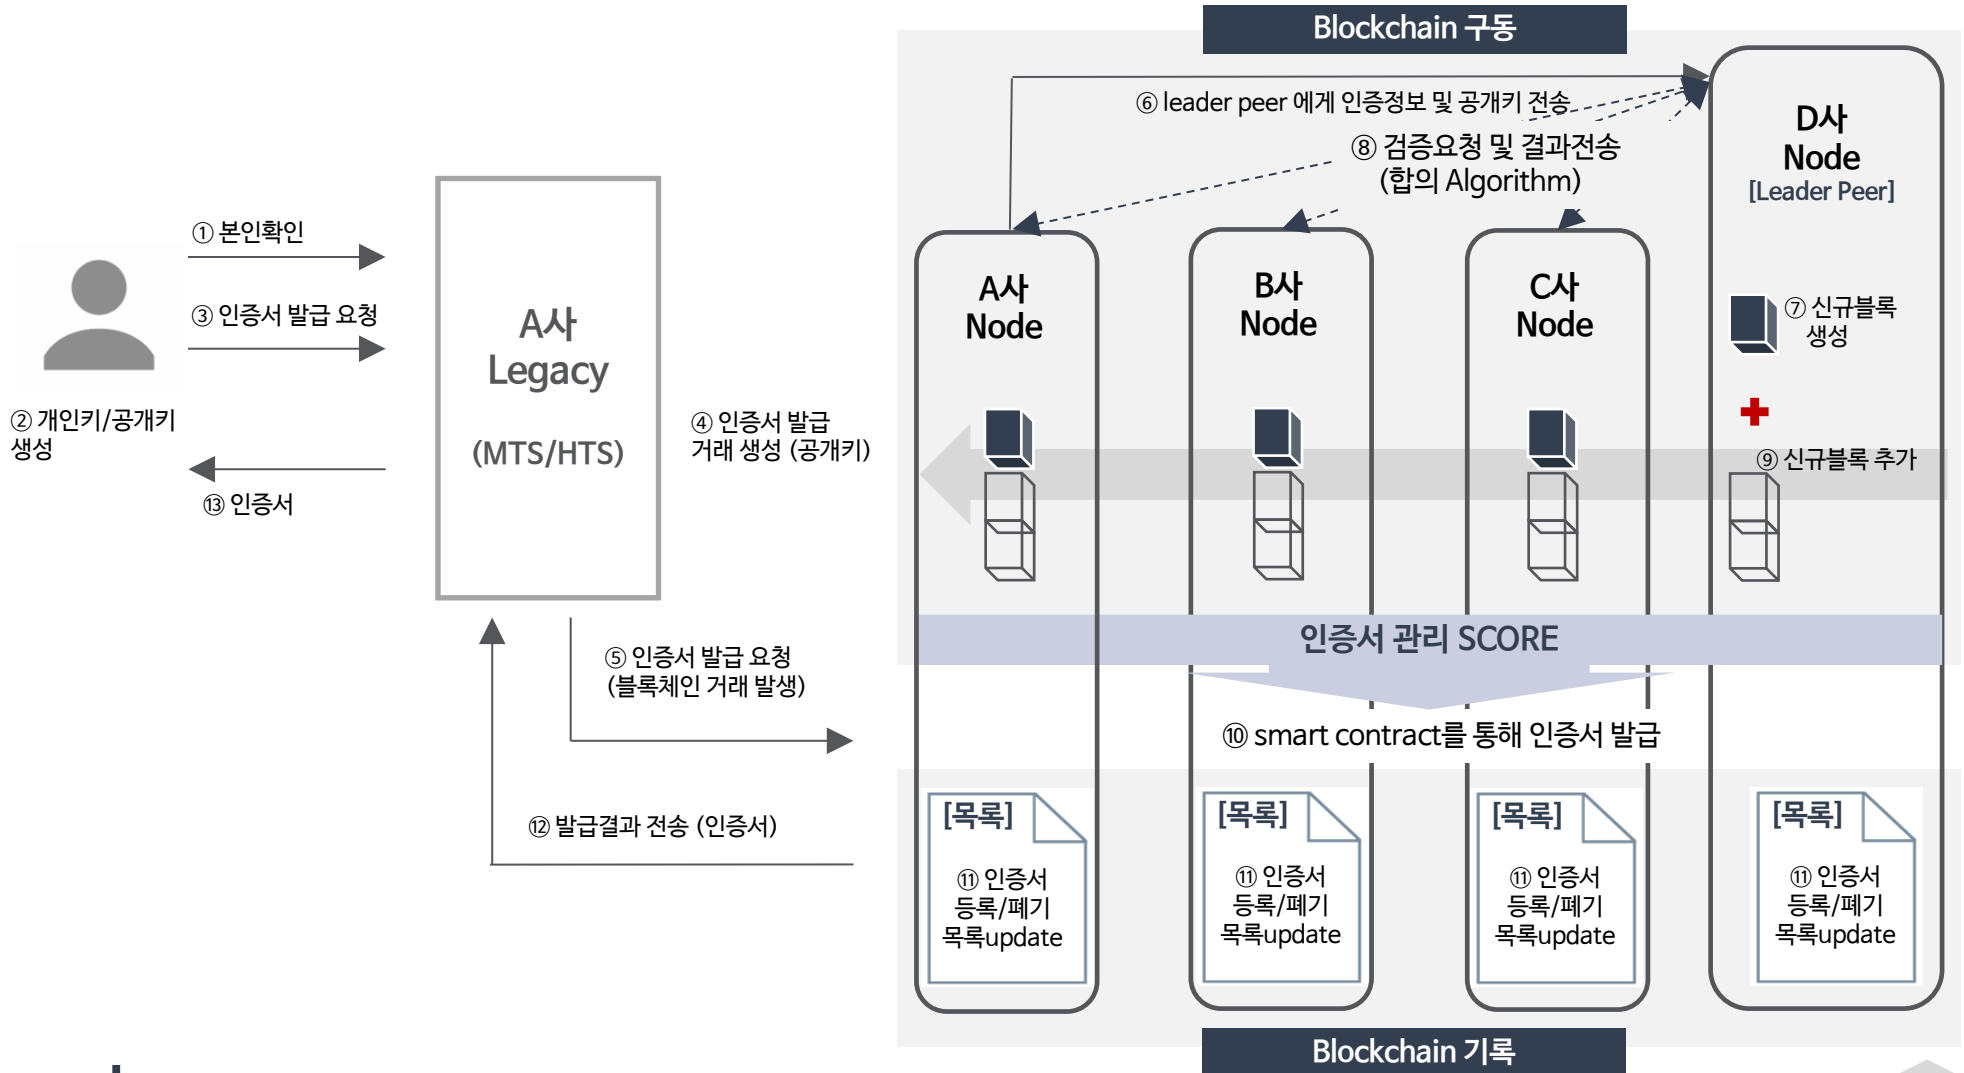 Blockchain 구동
⑥ leader peer 에게 인증정보 및 공개키 전송
⑧ 검증요청 및 결과전송
(합의 Algorithm)
D사
Node
[Leader Peer]
① 본인확인
③ 인증서 발급 요청
② 개인키/공개키
생성
⑬ 인증서
A사
Legacy
(MTS/HTS)
④ 인증서 발급
거래 생성 (공개키)
A사
Node
B사
Node
C사
Node
⑦ 신규블록
생성
⑨ 신규블록 추가
인증서 관리 SCORE
⑤ 인증서 발급 요청
(블록체인 거래 발생)
⑩ smart contract를 통해 인증서 발급
⑫ 발급결과 전송 (인증서)
[목록]
⑪ 인증서
등록/폐기
목록update
[목록]
⑪ 인증서
등록/폐기
목록update
[목록]
⑪ 인증서
등록/폐기
목록update
[목록]
⑪ 인증서
등록/폐기
목록update
Blockchain 기록